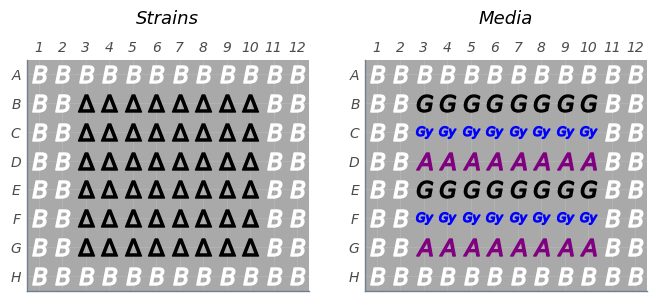 Strains Media
1 2 3 4 5 6 7 8 9 10 11 12 1 2 3 4 5 6 7 8 9 10 11 12
A B B B B B B B B B B B B A B B B B B B B B B B B B
B B B Δ Δ Δ Δ Δ Δ Δ Δ B B B B B G G G G G G G G B B
C B B Δ Δ Δ Δ Δ Δ Δ Δ B B C B B Gy Gy Gy Gy Gy Gy Gy Gy B B
D B B Δ Δ Δ Δ Δ Δ Δ Δ B B D B B A A A A A A A A B B
E B B Δ Δ Δ Δ Δ Δ Δ Δ B B E B B G G G G G G G G B B
F B B Δ Δ Δ Δ Δ Δ Δ Δ B B F B B Gy Gy Gy Gy Gy Gy Gy Gy B B
G B B Δ Δ Δ Δ Δ Δ Δ Δ B B G B B A A A A A A A A B B
H B B B B B B B B B B B B H B B B B B B B B B B B B